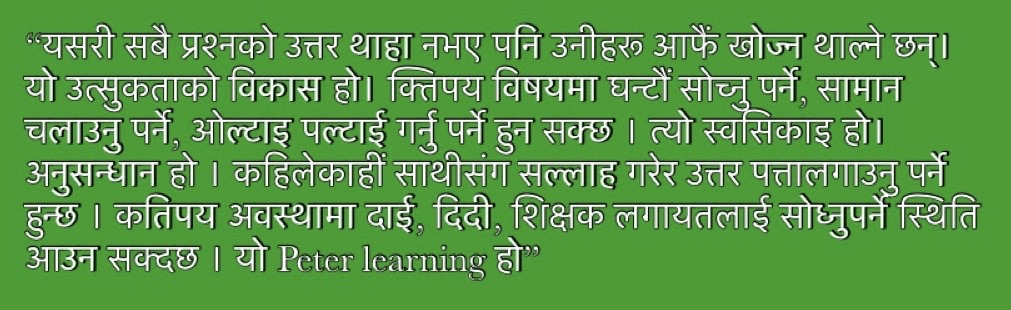 “यसरी सबै प्रश्नको उत्तर थाहा नभए पनि उनीहरू आफैं खोज्न थाल्ने छन्।
यो उत्सुकताको विकास हो। क्तिपय विषयमा घन्टौं सोच्नु पर्ने, सामान
चलाउनु पर्ने, ओल्टाइ पल्टाई गर्नु पर्ने हुन सक्छ । त्यो स्वसिकाइ हो।
अनुसन्धान हो । कहिलेकाहीं साथीसंग सल्लाह गरेर उत्तर पत्तालगाउनु पर्ने
हुन्छ । कतिपय अवस्थामा दाई, दिदी, शिक्षक लगायतलाई सोध्नुपर्ने स्थिति
आउन सक्दछ । यो Peter learning हो”